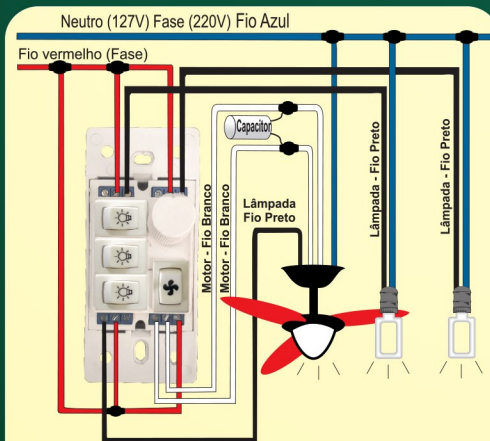 Neutro (127V) Fase (220V) Fio Azul
Fio vermelho (Fase)
Capacitor
Lâmpada
Fio Preto
Motor - Fio Branco
Motor - Fio Branco
Lâmpada - Fio Preto
Lâmpada - Fio Preto